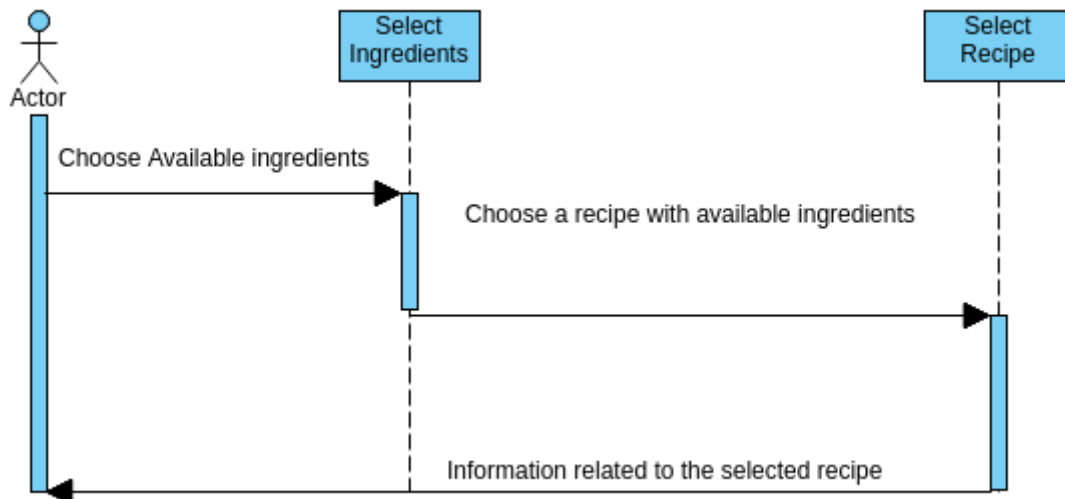 Select
Ingredients
Select
Recipe
Actor
Choose Available ingredients
Choose a recipe with available ingredients
Information related to the selected recipe